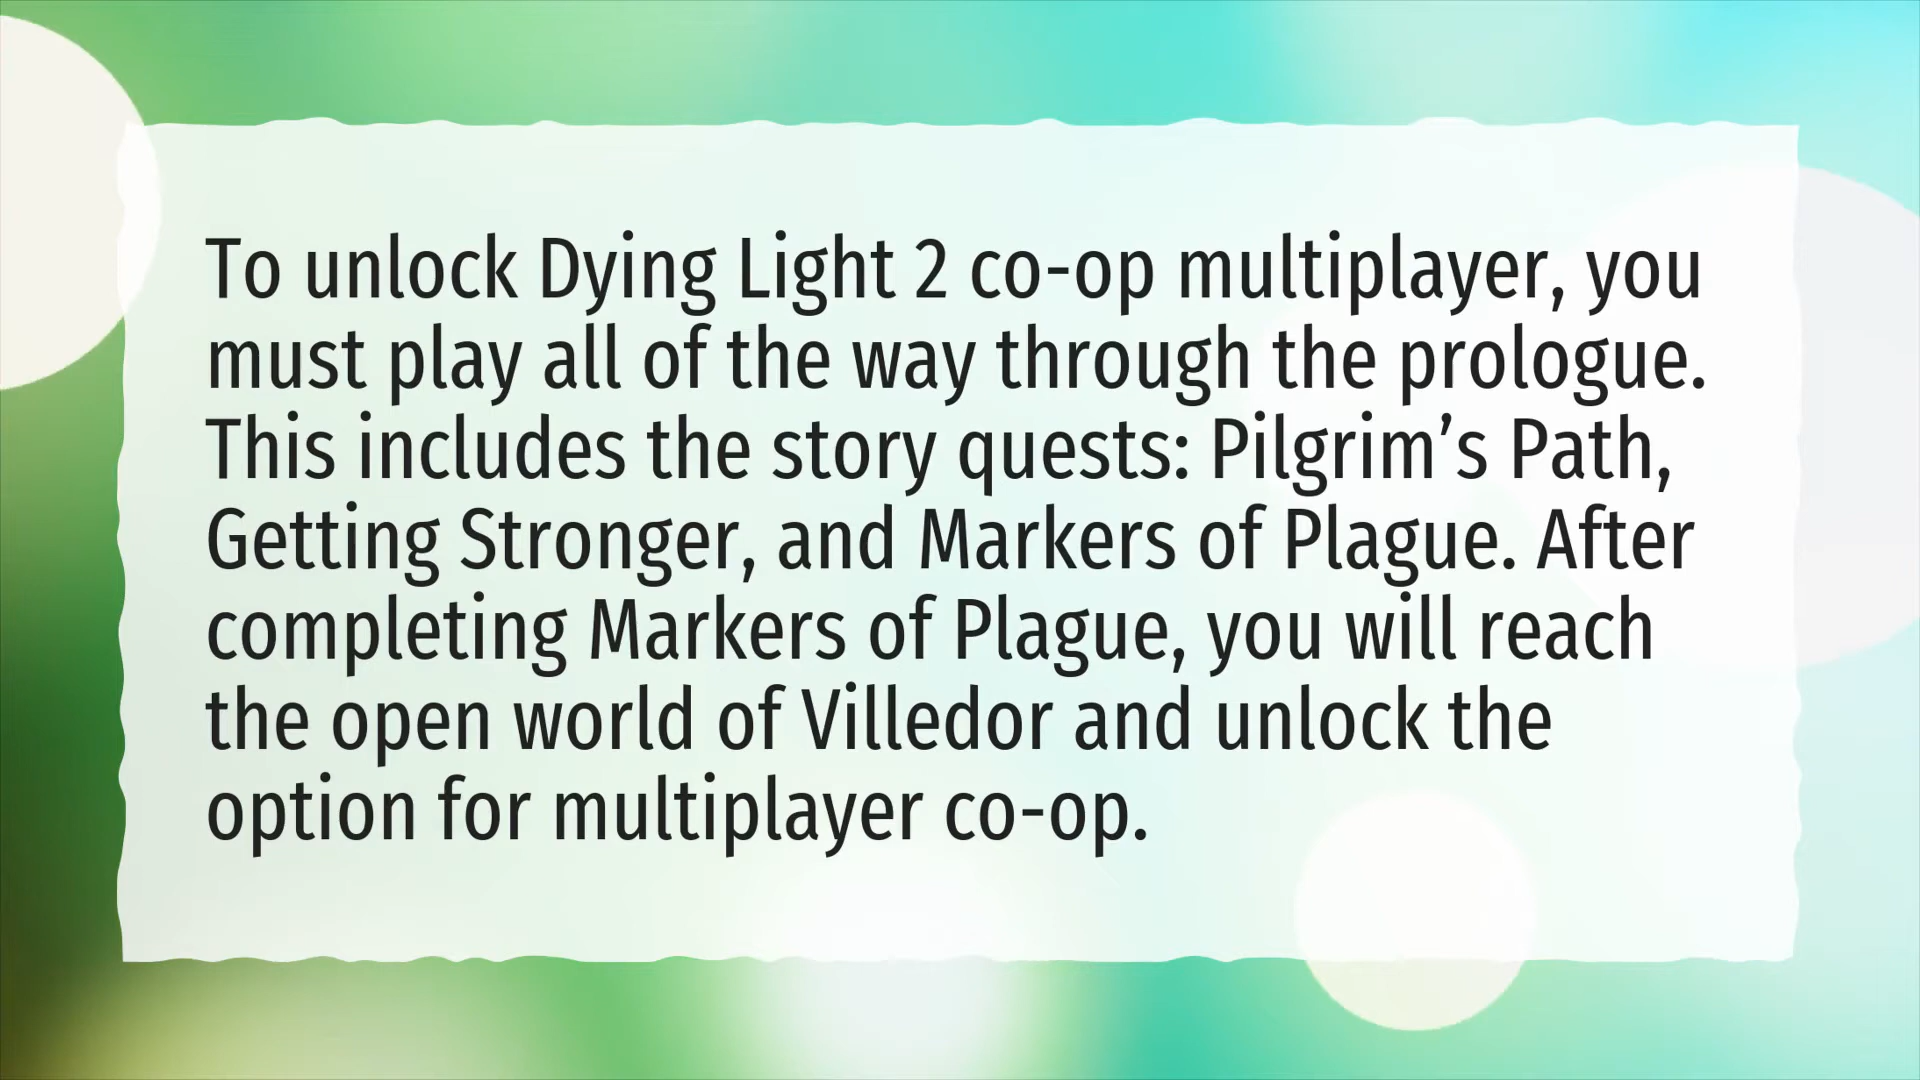 To unlock Dying Light 2 co-op multiplayer, you
must play all of the way through the prologue.
This includes the story quests: Pilgrim’s Path,
Getting Stronger, and Markers of Plague. After
completing Markers of Plague, you will reach
the open world of Villedor and unlock the
option for multiplayer co-op.